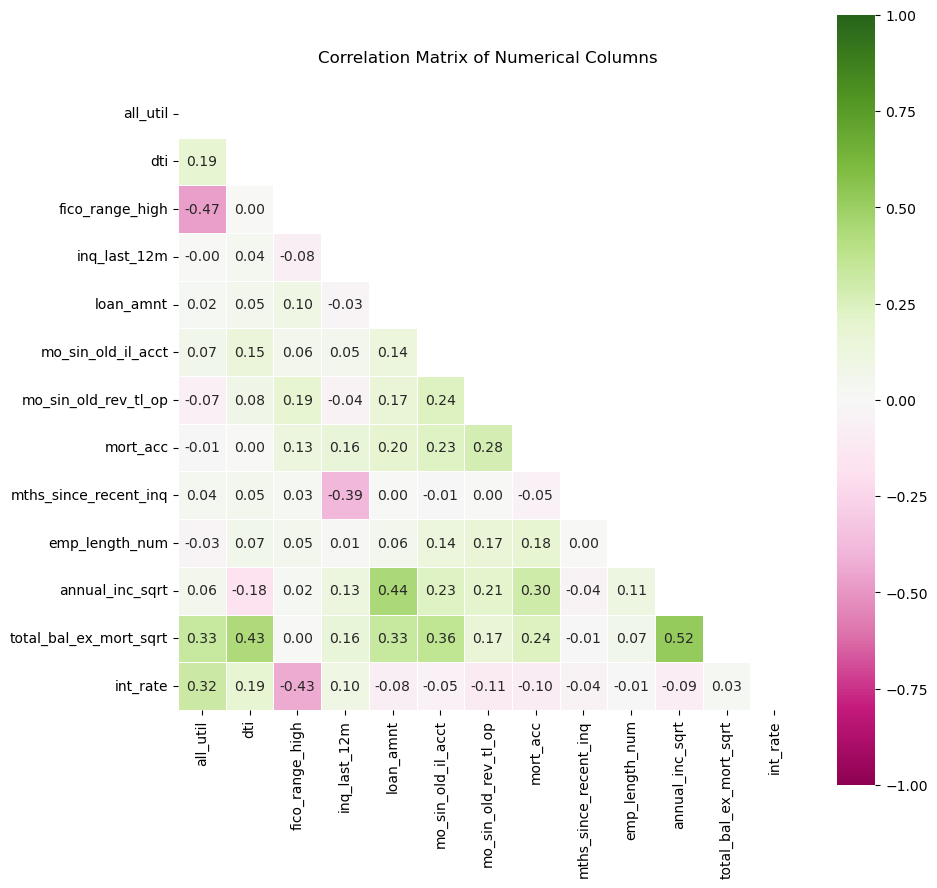 Correlation Matrix of Numerical Columns
all_util
dti 0.19
fico_range_high -0.47 0.00
inq_last_12m -0.00 0.04 -0.08
loan_amnt 0.02 0.05 0.10 -0.03
mo_sin_old_il_acct 0.07 0.15 0.06 0.05 0.14
mo_sin_old_rev_tl_op -0.07 0.08 0.19 -0.04 0.17 0.24
mort_acc -0.01 0.00 0.13 0.16 0.20 0.23 0.28
mths_since_recent_inq 0.04 0.05 0.03 -0.39 0.00 -0.01 0.00 -0.05
emp_length_num -0.03 0.07 0.05 0.01 0.06 0.14 0.17 0.18 0.00
annual_inc_sqrt 0.06 -0.18 0.02 0.13 0.44 0.23 0.21 0.30 -0.04 0.11
total_bal_ex_mort_sqrt 0.33 0.43 0.00 0.16 0.33 0.36 0.17 0.24 -0.01 0.07 0.52
int_rate 0.32 0.19 -0.43 0.10 -0.08 -0.05 -0.11 -0.10 -0.04 -0.01 -0.09 0.03
all_util
dti
fico_range_high
inq_last_12m
loan_amnt
mo_sin_old_il_acct
mo_sin_old_rev_tl_op
mort_acc
mths_since_recent_inq
emp_length_num
annual_inc_sqrt
total_bal_ex_mort_sqrt
int_rate
1.00
0.75
0.50
0.25
0.00
−0.25
−0.50
−0.75
−1.00